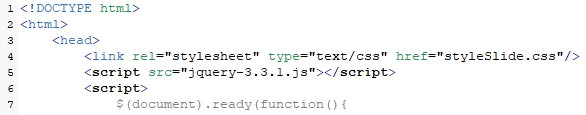 1 <!DOCTYPE html>
2 <html>
3 <head>
4 <link rel="stylesheet" type="text/css" href="styleSlide.css"/>
5 <script src="jquery-3.3.1.js"></script>
6 <script>
7 $(document).ready(function(){